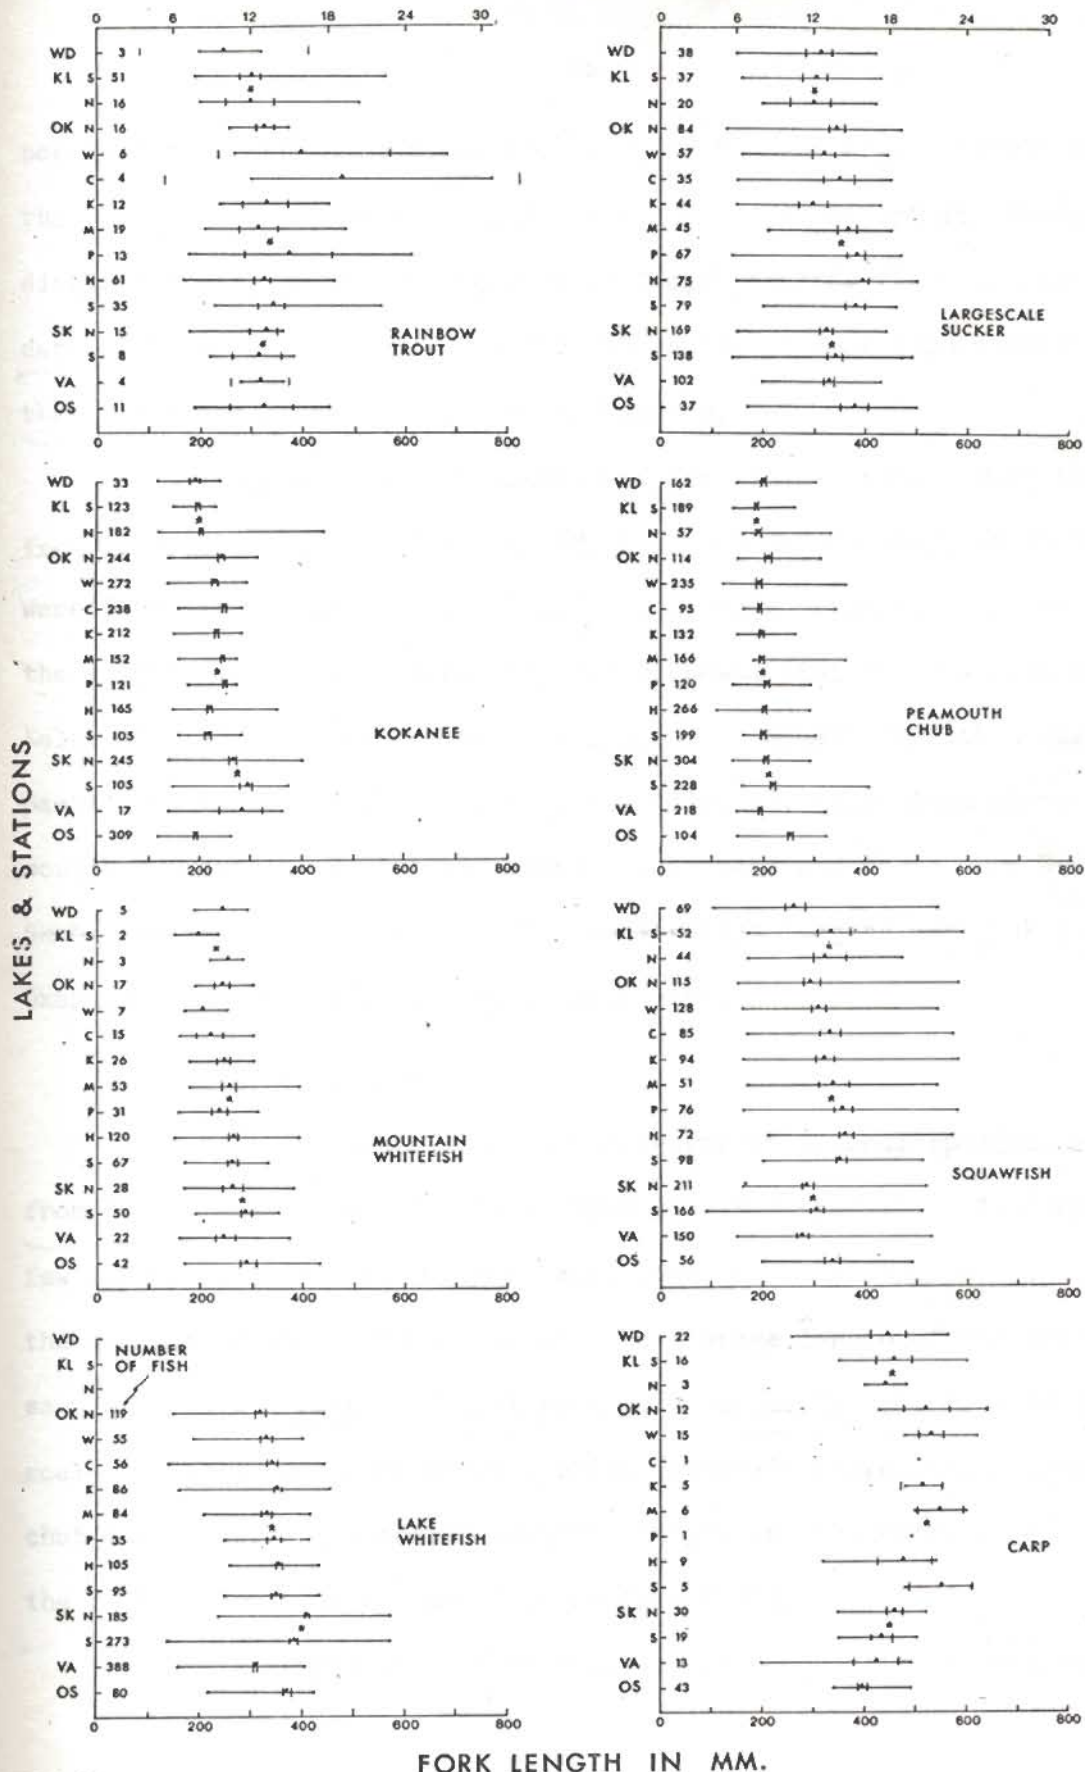 0 6 12 18 24 30
WD 3
KL S 51
N 16
OK N 16
W 6
C 4
K 12
M 19
P 13
H 61
S 35
SK N 15
S 8
VA 4
OS 11
RAINBOW
TROUT
0 200 400 600 800
0 6 12 18 24 30
WD 38
KL S 37
N 20
OK N 84
W 57
C 35
K 44
M 45
P 67
H 75
S 79
SK N 169
S 138
VA 102
OS 37
LARGESCALE
SUCKER
0 200 400 600 800
WD 33
KL S 123
N 182
OK N 244
W 272
C 238
K 212
M 152
P 121
H 165
S 105
SK N 245
S 105
VA 17
OS 309
KOKANEE
0 200 400 600 800
WD 162
KL S 189
N 57
OK N 114
W 235
C 95
K 132
M 166
P 120
H 266
S 199
SK N 304
S 228
VA 218
OS 104
PEAMOUTH
CHUB
0 200 400 600 800
LAKES & STATIONS
WD 5
KL S 2
N 3
OK N 17
W 7
C 15
K 26
M 53
P 31
H 120
S 67
SK N 28
S 50
VA 22
OS 42
MOUNTAIN
WHITEFISH
0 200 400 600 800
WD 69
KL S 52
N 44
OK N 115
W 128
C 85
K 94
M 51
P 76
H 72
S 98
SK N 211
S 166
VA 150
OS 56
SQUAWFISH
0 200 400 600 800
WD
KL S
N
NUMBER
OF FISH
OK N 119
W 55
C 56
K 86
M 84
P 35
H 105
S 95
SK N 185
S 273
VA 388
OS 80
LAKE
WHITEFISH
0 200 400 600 800
WD 22
KL S 16
N 3
OK N 12
W 15
C 1
K 5
M 6
P 1
H 9
S 5
SK N 30
S 19
VA 13
OS 43
CARP
0 200 400 600 800
FORK LENGTH IN MM.